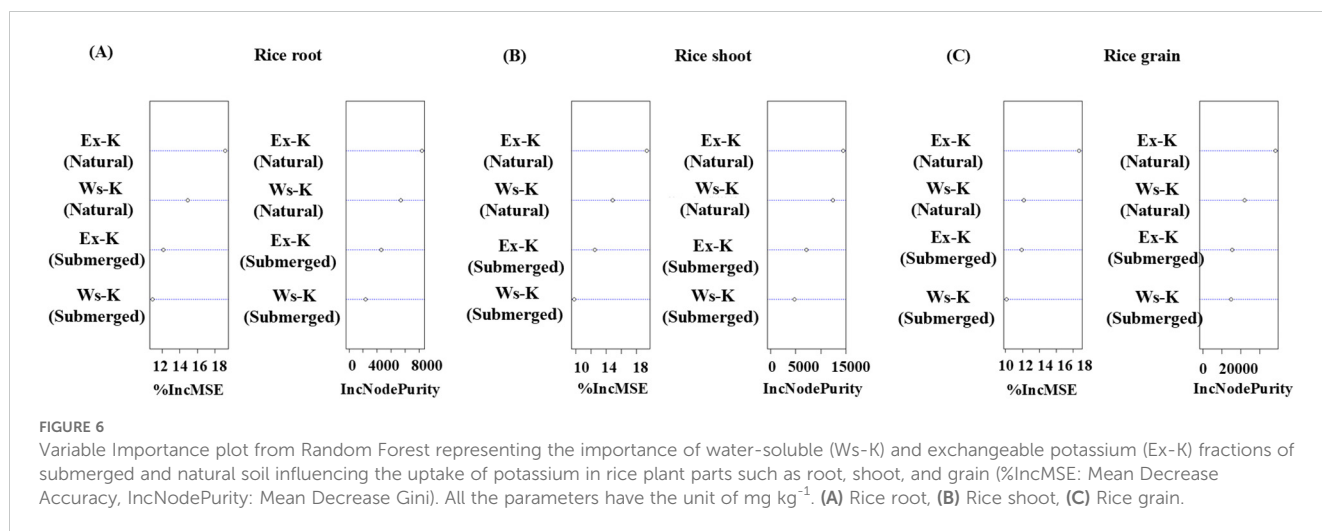 (A)
Rice root
Ex-K
(Natural)
Ws-K
(Natural)
Ex-K
(Submerged)
Ws-K
(Submerged)
12 14 16 18
%IncMSE
Ex-K
(Natural)
Ws-K
(Natural)
Ex-K
(Submerged)
Ws-K
(Submerged)
0 4000 8000
IncNodePurity
(B)
Rice shoot
Ex-K
(Natural)
Ws-K
(Natural)
Ex-K
(Submerged)
Ws-K
(Submerged)
10 14 18
%IncMSE
Ex-K
(Natural)
Ws-K
(Natural)
Ex-K
(Submerged)
Ws-K
(Submerged)
0 5000 15000
IncNodePurity
(C)
Rice grain
Ex-K
(Natural)
Ws-K
(Natural)
Ex-K
(Submerged)
Ws-K
(Submerged)
10 12 14 16 18
%IncMSE
Ex-K
(Natural)
Ws-K
(Natural)
Ex-K
(Submerged)
Ws-K
(Submerged)
0 20000
IncNodePurity
FIGURE 6
Variable Importance plot from Random Forest representing the importance of water-soluble (Ws-K) and exchangeable potassium (Ex-K) fractions of
submerged and natural soil influencing the uptake of potassium in rice plant parts such as root, shoot, and grain (%IncMSE: Mean Decrease
Accuracy, IncNodePurity: Mean Decrease Gini). All the parameters have the unit of mg kg⁻¹. (A) Rice root, (B) Rice shoot, (C) Rice grain.